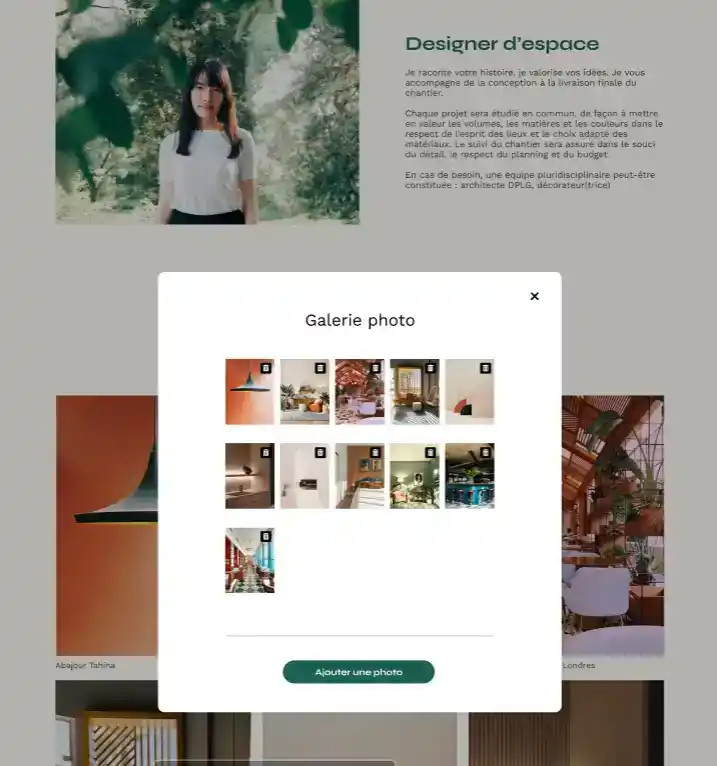 Designer d'espace
Je raconte votre histoire, je valorise vos idées. Je vous
accompagne de la conception à la livraison finale du
chantier.
Chaque projet sera étudié en commun, de façon à mettre
en valeur les volumes, les matières et les couleurs dans le
respect de l'esprit des lieux et le choix adapté des
matériaux. Le suivi du chantier sera assuré dans le souci
du détail, le respect du planning et du budget.
En cas de besoin, une équipe pluridisciplinaire peut-être
constituée : architecte DPLG, décorateur(trice)
Galerie photo
Ajouter une photo
Abajour Tahina
Londres